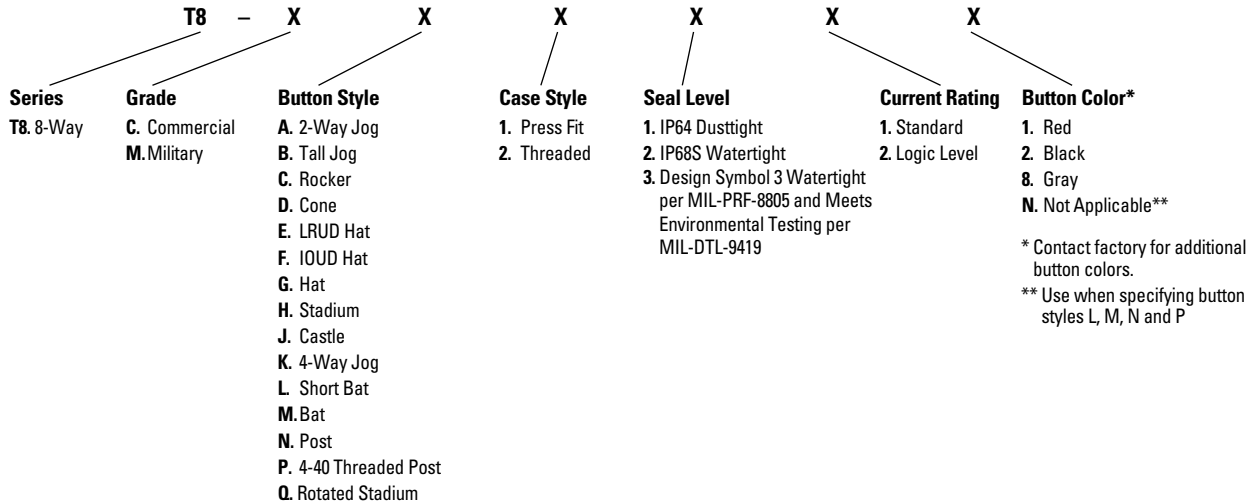 T8 – X X X X X X
Series
T8. 8-Way
Grade
C. Commercial
M. Military
Button Style
A. 2-Way Jog
B. Tall Jog
C. Rocker
D. Cone
E. LRUD Hat
F. IOUD Hat
G. Hat
H. Stadium
J. Castle
K. 4-Way Jog
L. Short Bat
M. Bat
N. Post
P. 4-40 Threaded Post
Q. Rotated Stadium
Case Style
1. Press Fit
2. Threaded
Seal Level
1. IP64 Dusttight
2. IP68S Watertight
3. Design Symbol 3 Watertight
per MIL-PRF-8805 and Meets
Environmental Testing per
MIL-DTL-9419
Current Rating
1. Standard
2. Logic Level
Button Color*
1. Red
2. Black
8. Gray
N. Not Applicable**
* Contact factory for additional
button colors.
** Use when specifying button
styles L, M, N and P